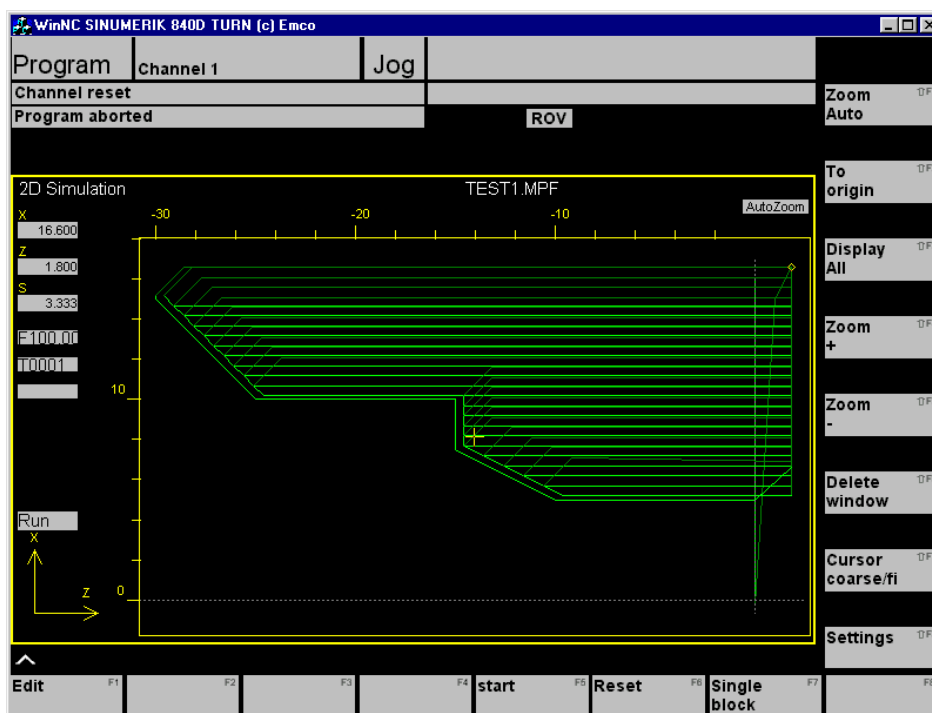 WinNC SINUMERIK 840D TURN (c) Emco
Program
Channel 1
Jog
Channel reset
Program aborted
ROV
2D Simulation
TEST1.MPF
AutoZoom
-30
-20
-10
X
16.600
Z
1.800
S
3.333
F100.00
T0001
10
0
Run
X
Z
Zoom Auto
To origin
Display All
Zoom +
Zoom -
Delete window
Cursor coarse/fi
Settings
Edit F1
F2
F3
F4
start F5
Reset F6
Single block F7
F8